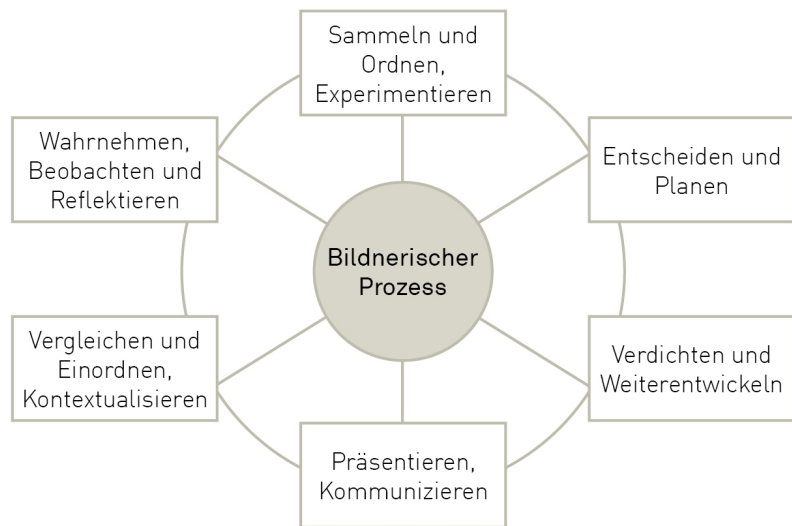 Sammeln und
Ordnen,
Experimentieren
Wahrnehmen,
Beobachten und
Reflektieren
Entscheiden und
Planen
Bildnerischer
Prozess
Vergleichen und
Einordnen,
Kontextualisieren
Verdichten und
Weiterentwickeln
Präsentieren,
Kommunizieren